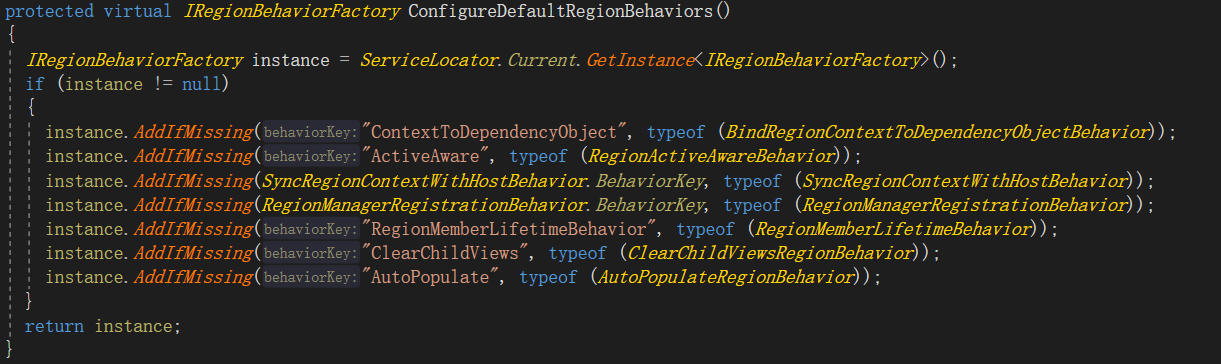 protected virtual IRegionBehaviorFactory ConfigureDefaultRegionBehaviors()
{
IRegionBehaviorFactory instance = ServiceLocator.Current.GetInstance<IRegionBehaviorFactory>();
if (instance != null)
{
instance.AddIfMissing(behaviorKey:"ContextToDependencyObject", typeof (BindRegionContextToDependencyObjectBehavior));
instance.AddIfMissing(behaviorKey:"ActiveAware", typeof (RegionActiveAwareBehavior));
instance.AddIfMissing(SyncRegionContextWithHostBehavior.BehaviorKey, typeof (SyncRegionContextWithHostBehavior));
instance.AddIfMissing(RegionManagerRegistrationBehavior.BehaviorKey, typeof (RegionManagerRegistrationBehavior));
instance.AddIfMissing(behaviorKey:"RegionMemberLifetimeBehavior", typeof (RegionMemberLifetimeBehavior));
instance.AddIfMissing(behaviorKey:"ClearChildViews", typeof (ClearChildViewsRegionBehavior));
instance.AddIfMissing(behaviorKey:"AutoPopulate", typeof (AutoPopulateRegionBehavior));
}
return instance;
}